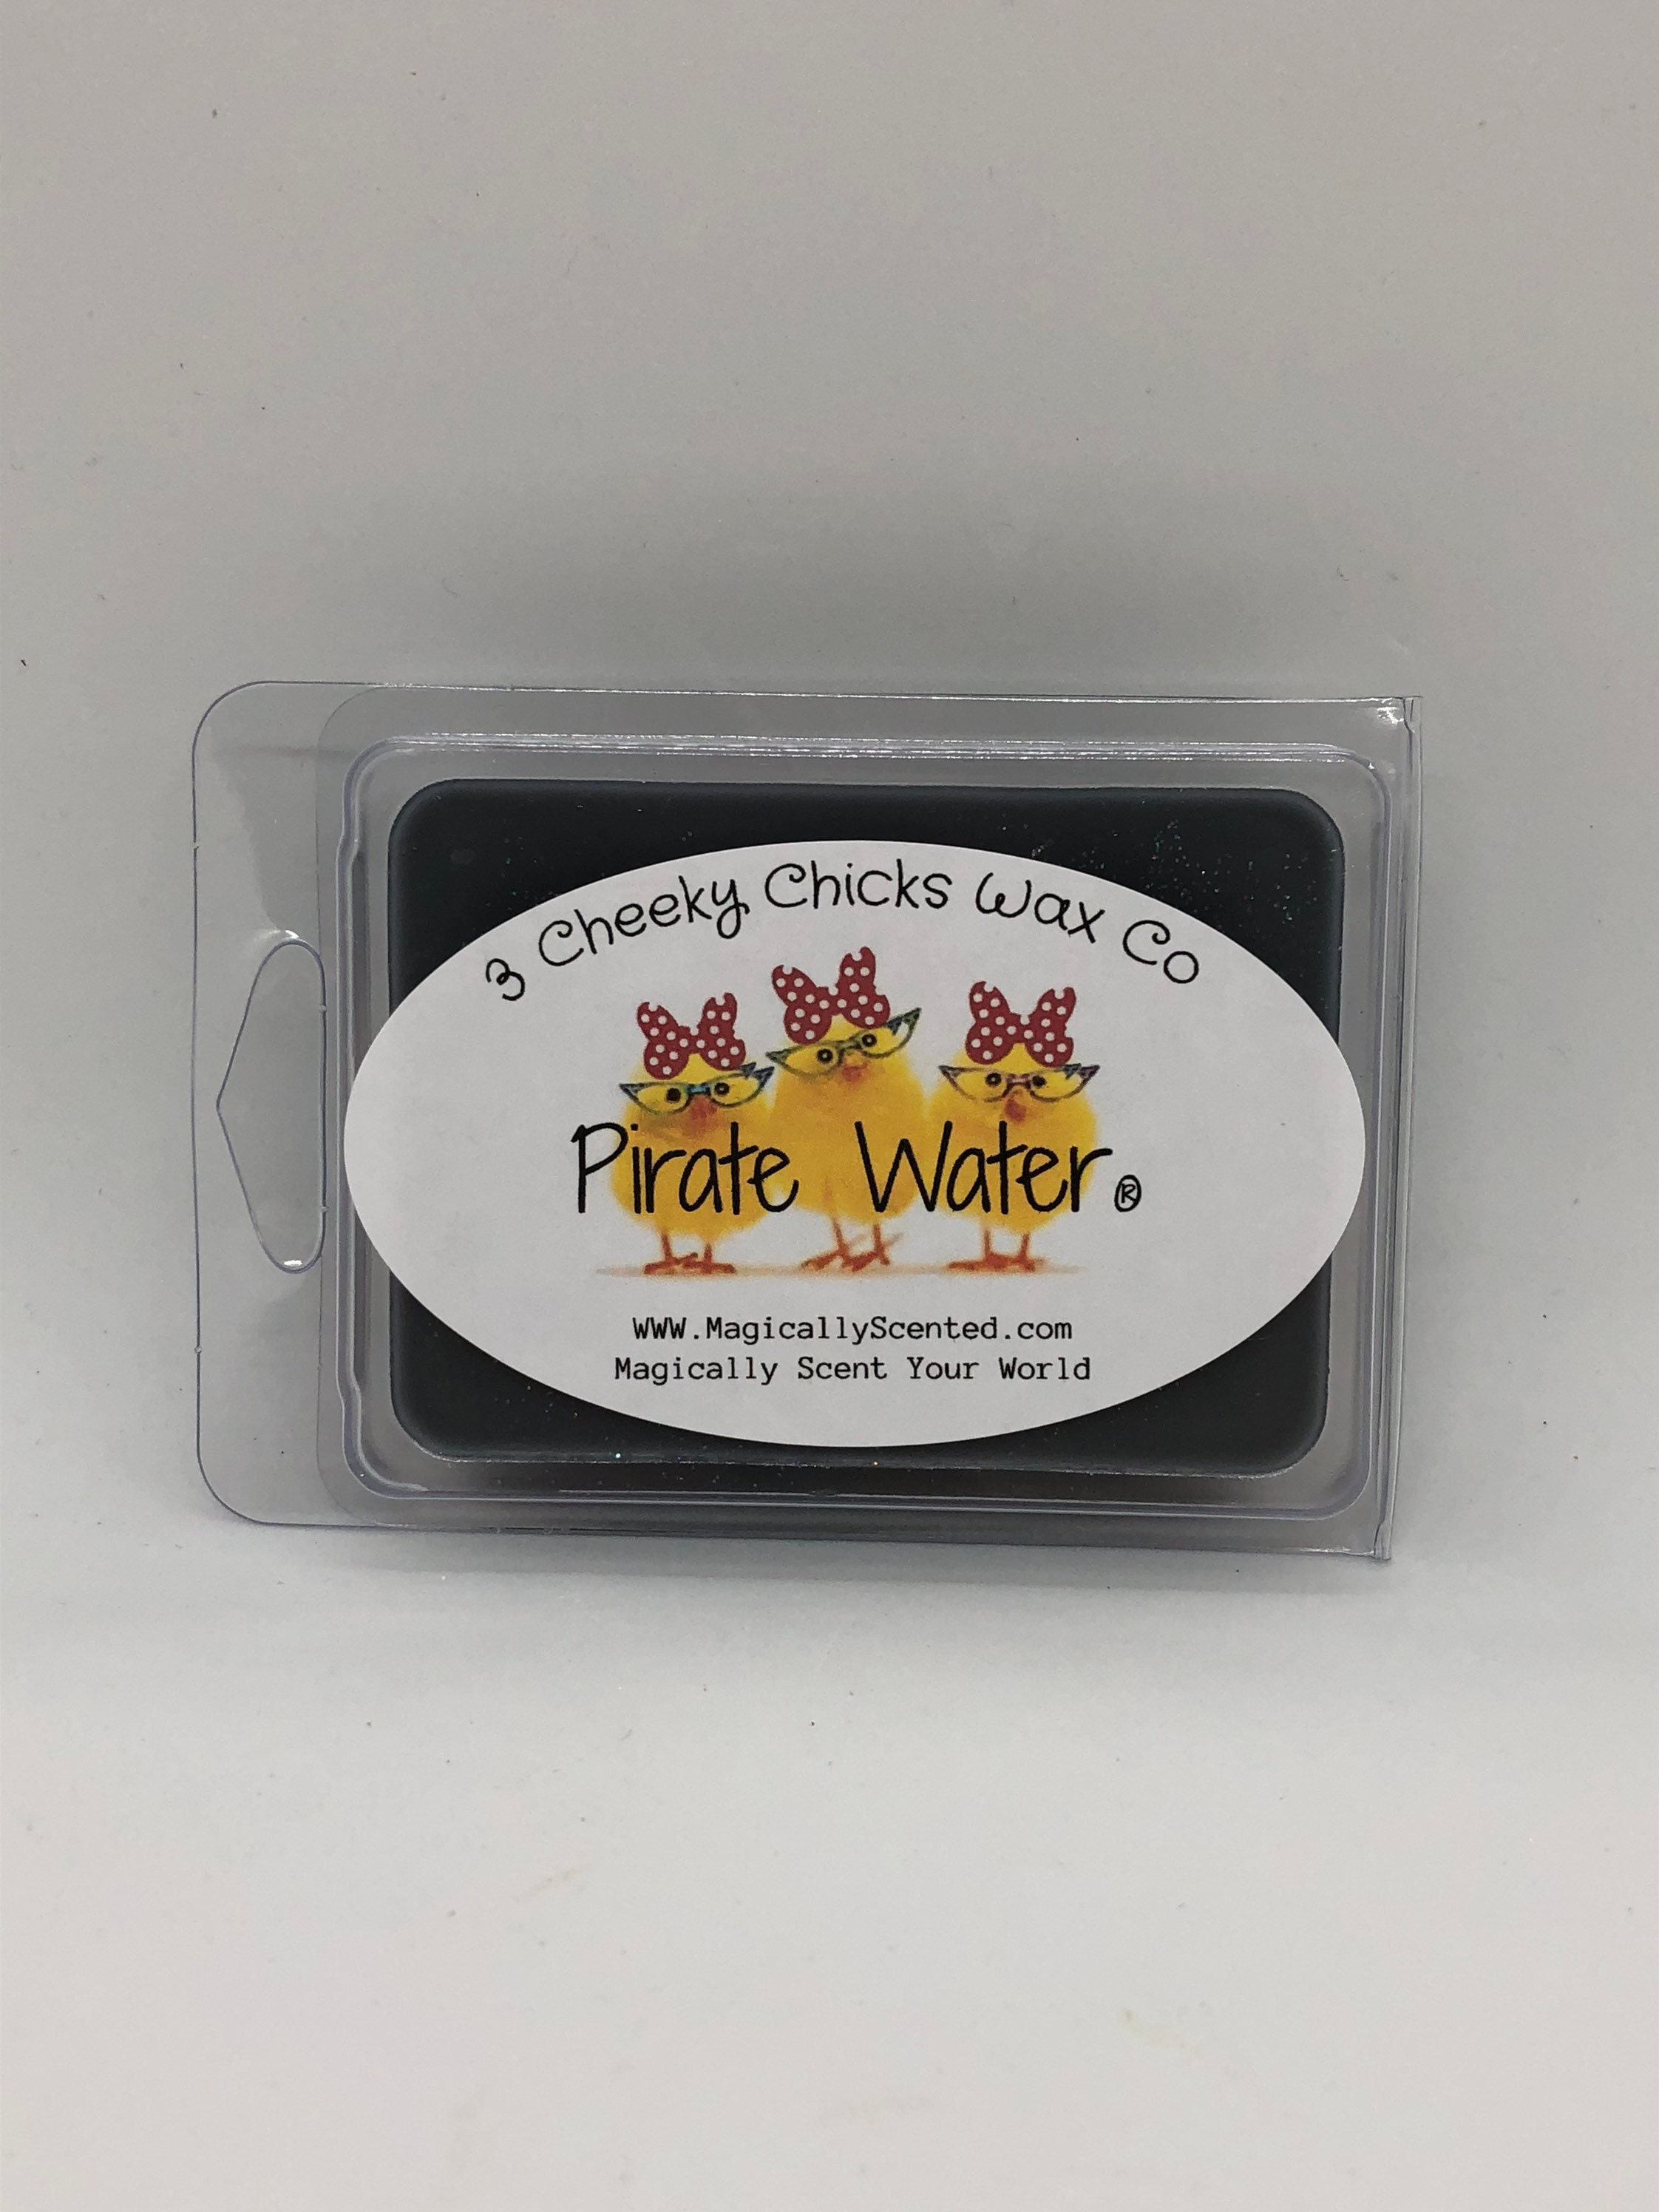 3 Cheeky Chicks Wax Co
Pirate Water®
WWW.MagicallyScented.com
Magically Scent Your World